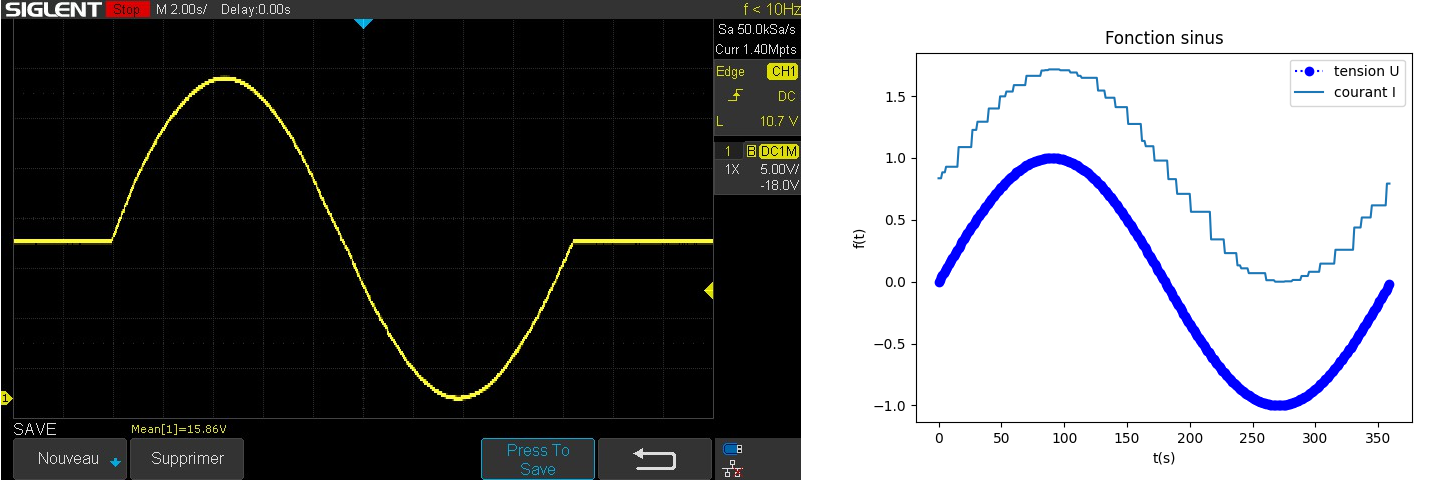 SIGLENT Stop M 2.00s/ Delay:0.00s f < 10Hz
Sa 50.0kSa/s
Curr 1.40Mpts
Edge CH1
DC
L 10.7 V
1 B DC1M
1X 5.00V/
-18.0V
1
SAVE Mean[1]=15.86V
Nouveau Supprimer Press To Save
Fonction sinus
tension U
courant I
f(t)
1.5
1.0
0.5
0.0
−0.5
−1.0
0 50 100 150 200 250 300 350
t(s)